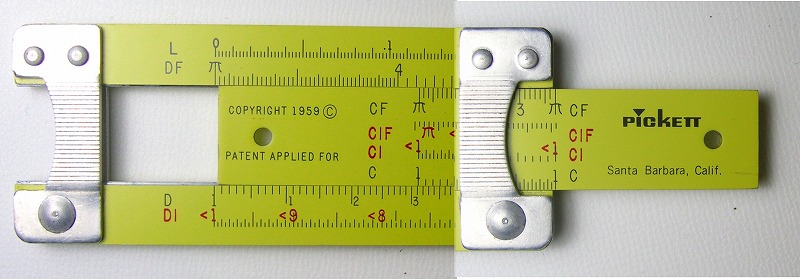 L 0 .1
DF π 4
COPYRIGHT 1959 © CF π 3 π CF
CIF π < CIF
CI <1 <1 CI
PATENT APPLIED FOR C 1 1 C
PICKETT
Santa Barbara, Calif.
D 1 1 2 3
DI <1 <9 <8